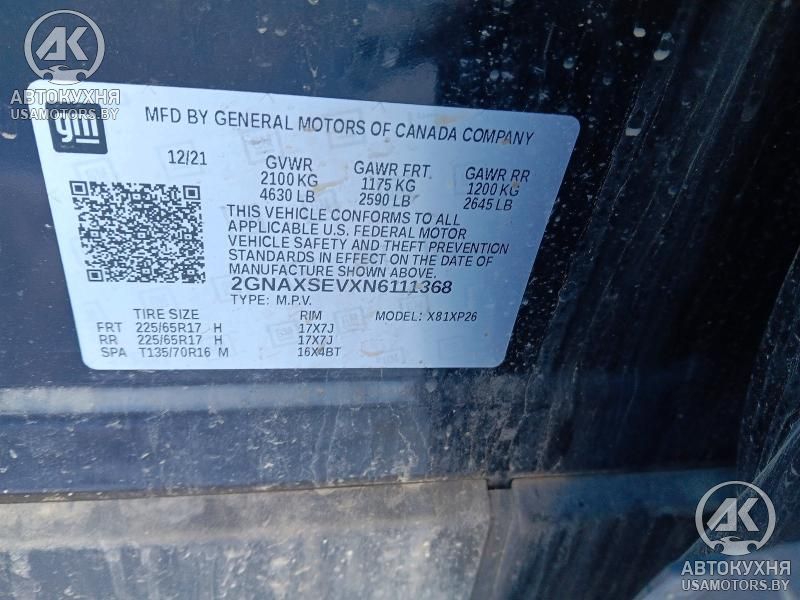 АК
АВТОКУХНЯ
USAMOTORS.BY
gm
MFD BY GENERAL MOTORS OF CANADA COMPANY
12/21 GVWR GAWR FRT. GAWR RR
2100 KG 1175 KG 1200 KG
4630 LB 2590 LB 2645 LB
THIS VEHICLE CONFORMS TO ALL
APPLICABLE U.S. FEDERAL MOTOR
VEHICLE SAFETY AND THEFT PREVENTION
STANDARDS IN EFFECT ON THE DATE OF
MANUFACTURE SHOWN ABOVE.
2GNAXSEVXN6111368
TYPE: M.P.V. MODEL: X81XP26
TIRE SIZE RIM
FRT 225/65R17 H 17X7J
RR 225/65R17 H 17X7J
SPA T135/70R16 M 16X4BT
АК
АВТОКУХНЯ
USAMOTORS.BY